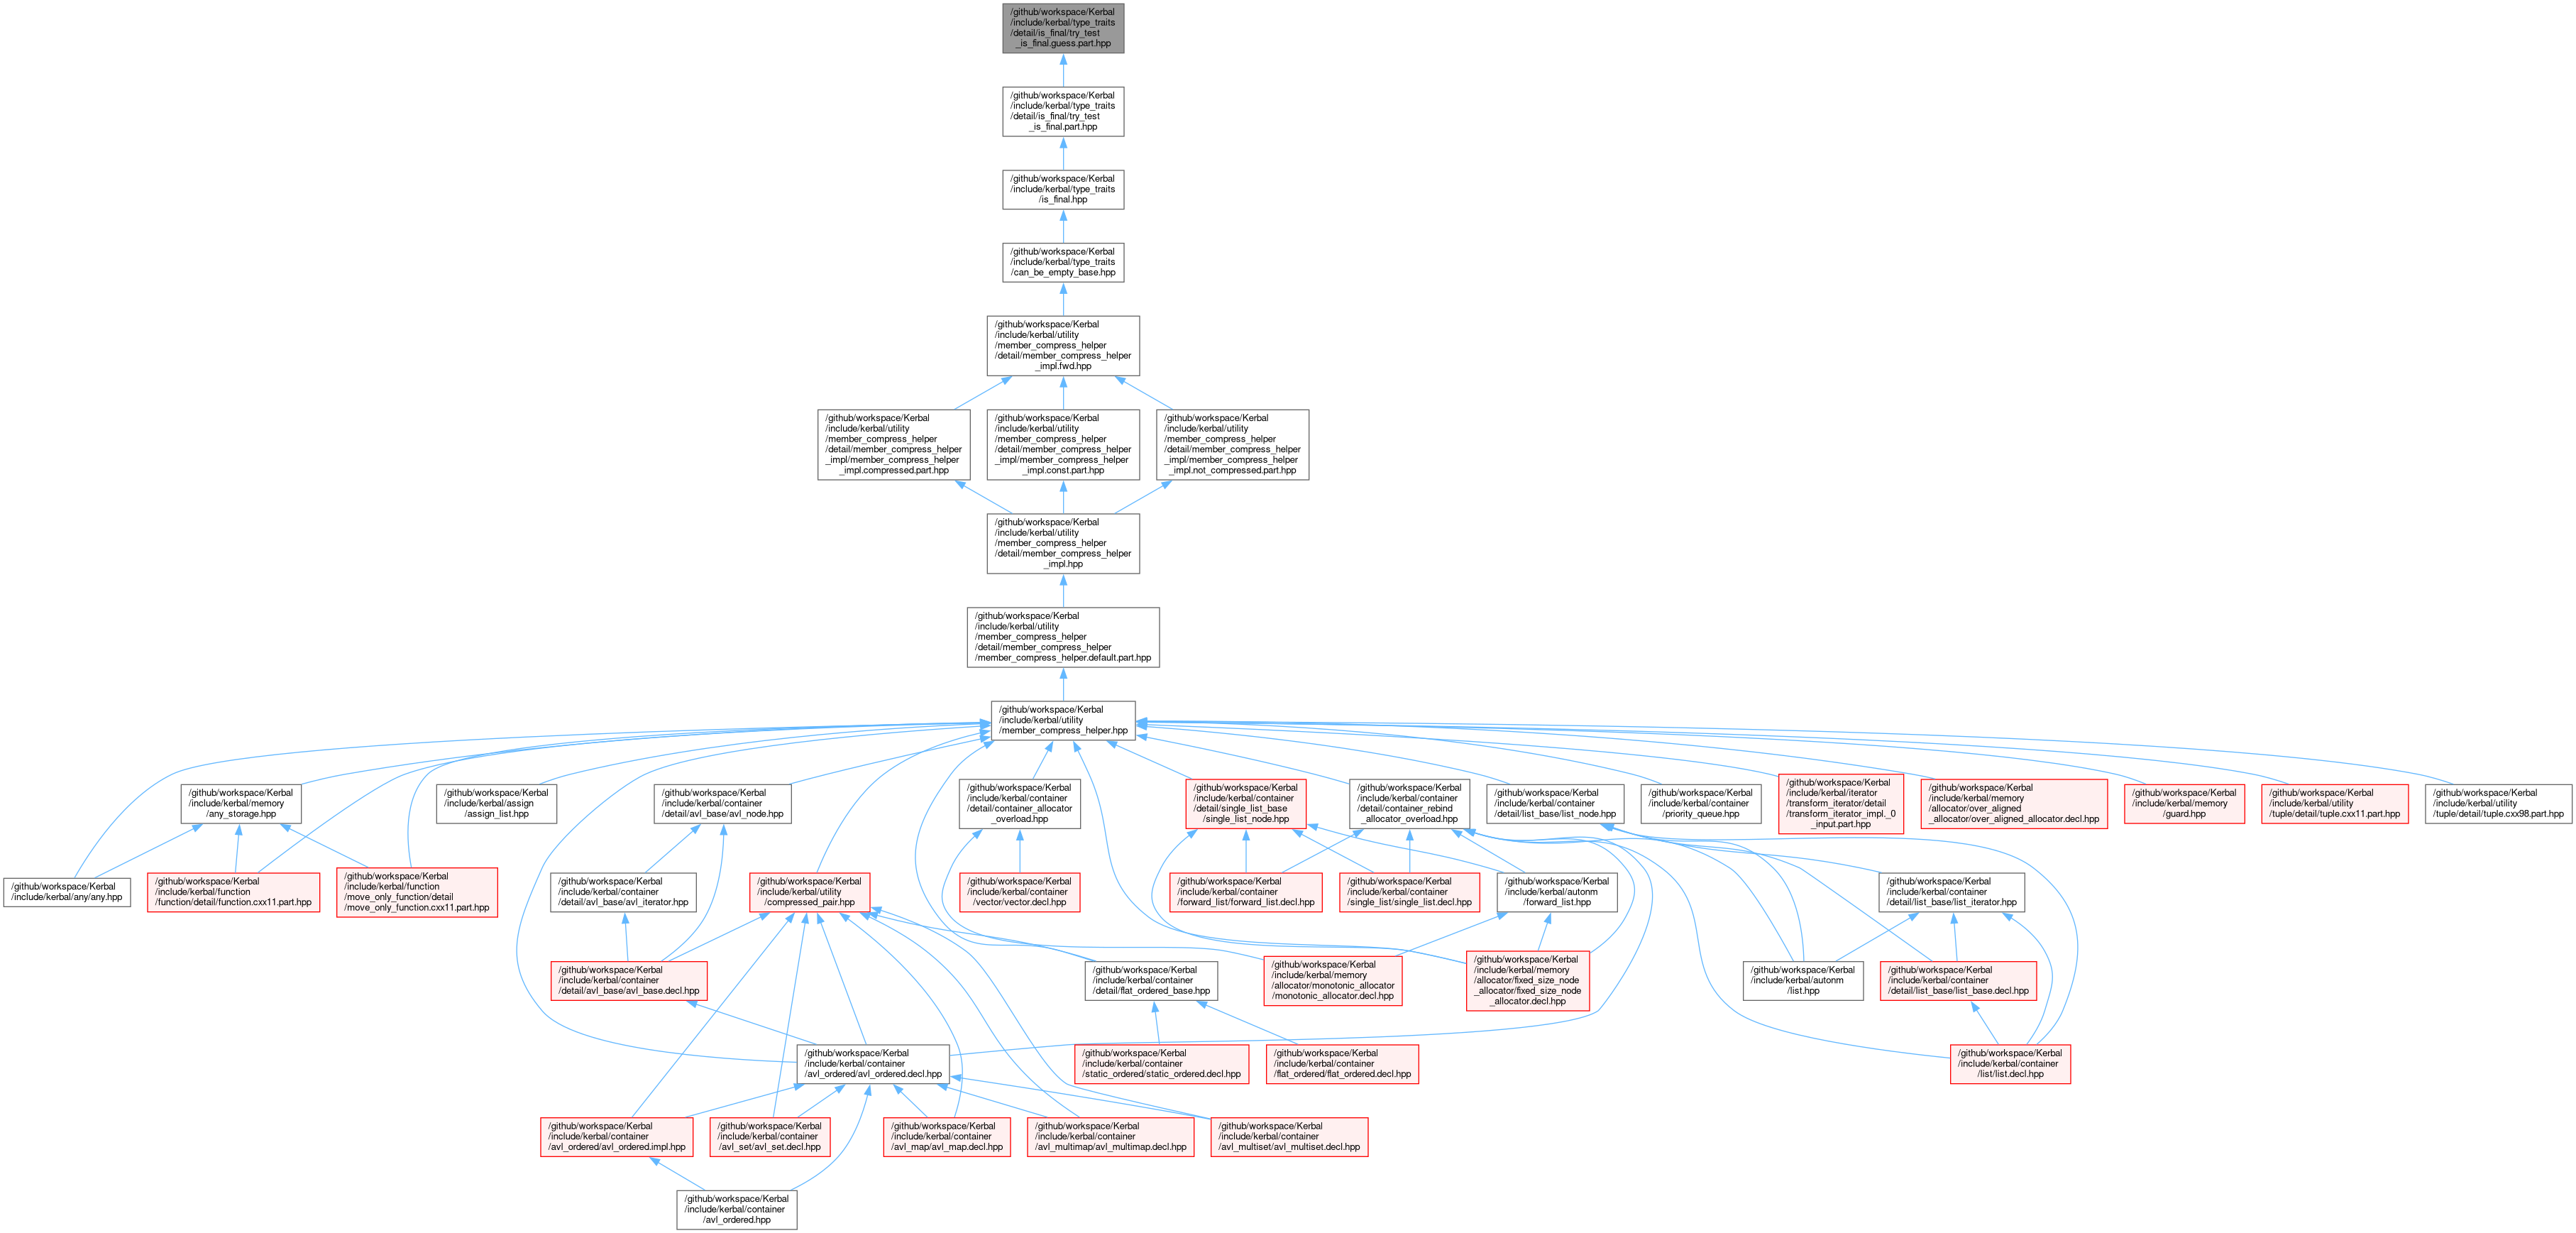 /github/workspace/Kerbal
/include/kerbal/type_traits
/detail/is_final/try_test
_is_final.guess.part.hpp
/github/workspace/Kerbal
/include/kerbal/type_traits
/detail/is_final/try_test
_is_final.part.hpp
/github/workspace/Kerbal
/include/kerbal/type_traits
/is_final.hpp
/github/workspace/Kerbal
/include/kerbal/type_traits
/can_be_empty_base.hpp
/github/workspace/Kerbal
/include/kerbal/utility
/member_compress_helper
/detail/member_compress_helper
_impl.fwd.hpp
/github/workspace/Kerbal
/include/kerbal/utility
/member_compress_helper
/detail/member_compress_helper
_impl/member_compress_helper
_impl.compressed.part.hpp
/github/workspace/Kerbal
/include/kerbal/utility
/member_compress_helper
/detail/member_compress_helper
_impl/member_compress_helper
_impl.const.part.hpp
/github/workspace/Kerbal
/include/kerbal/utility
/member_compress_helper
/detail/member_compress_helper
_impl/member_compress_helper
_impl.not_compressed.part.hpp
/github/workspace/Kerbal
/include/kerbal/utility
/member_compress_helper
/detail/member_compress_helper
_impl.hpp
/github/workspace/Kerbal
/include/kerbal/utility
/member_compress_helper
/detail/member_compress_helper
/member_compress_helper.default.part.hpp
/github/workspace/Kerbal
/include/kerbal/utility
/member_compress_helper.hpp
/github/workspace/Kerbal
/include/kerbal/memory
/any_storage.hpp
/github/workspace/Kerbal
/include/kerbal/assign
/assign_list.hpp
/github/workspace/Kerbal
/include/kerbal/container
/detail/avl_base/avl_node.hpp
/github/workspace/Kerbal
/include/kerbal/container
/detail/container_allocator
_overload.hpp
/github/workspace/Kerbal
/include/kerbal/container
/detail/single_list_base
/single_list_node.hpp
/github/workspace/Kerbal
/include/kerbal/container
/detail/container_rebind
_allocator_overload.hpp
/github/workspace/Kerbal
/include/kerbal/container
/detail/list_base/list_node.hpp
/github/workspace/Kerbal
/include/kerbal/container
/priority_queue.hpp
/github/workspace/Kerbal
/include/kerbal/iterator
/transform_iterator/detail
/transform_iterator_impl._0
_input.part.hpp
/github/workspace/Kerbal
/include/kerbal/memory
/allocator/over_aligned
_allocator/over_aligned_allocator.decl.hpp
/github/workspace/Kerbal
/include/kerbal/memory
/guard.hpp
/github/workspace/Kerbal
/include/kerbal/utility
/tuple/detail/tuple.cxx11.part.hpp
/github/workspace/Kerbal
/include/kerbal/utility
/tuple/detail/tuple.cxx98.part.hpp
/github/workspace/Kerbal
/include/kerbal/any/any.hpp
/github/workspace/Kerbal
/include/kerbal/function
/function/detail/function.cxx11.part.hpp
/github/workspace/Kerbal
/include/kerbal/function
/move_only_function/detail
/move_only_function.cxx11.part.hpp
/github/workspace/Kerbal
/include/kerbal/container
/detail/avl_base/avl_iterator.hpp
/github/workspace/Kerbal
/include/kerbal/utility
/compressed_pair.hpp
/github/workspace/Kerbal
/include/kerbal/container
/vector/vector.decl.hpp
/github/workspace/Kerbal
/include/kerbal/container
/forward_list/forward_list.decl.hpp
/github/workspace/Kerbal
/include/kerbal/container
/single_list/single_list.decl.hpp
/github/workspace/Kerbal
/include/kerbal/autonm
/forward_list.hpp
/github/workspace/Kerbal
/include/kerbal/container
/detail/list_base/list_iterator.hpp
/github/workspace/Kerbal
/include/kerbal/container
/detail/avl_base/avl_base.decl.hpp
/github/workspace/Kerbal
/include/kerbal/container
/detail/flat_ordered_base.hpp
/github/workspace/Kerbal
/include/kerbal/memory
/allocator/monotonic_allocator
/monotonic_allocator.decl.hpp
/github/workspace/Kerbal
/include/kerbal/memory
/allocator/fixed_size_node
_allocator/fixed_size_node
_allocator.decl.hpp
/github/workspace/Kerbal
/include/kerbal/autonm
/list.hpp
/github/workspace/Kerbal
/include/kerbal/container
/detail/list_base/list_base.decl.hpp
/github/workspace/Kerbal
/include/kerbal/container
/avl_ordered/avl_ordered.decl.hpp
/github/workspace/Kerbal
/include/kerbal/container
/static_ordered/static_ordered.decl.hpp
/github/workspace/Kerbal
/include/kerbal/container
/flat_ordered/flat_ordered.decl.hpp
/github/workspace/Kerbal
/include/kerbal/container
/list/list.decl.hpp
/github/workspace/Kerbal
/include/kerbal/container
/avl_ordered/avl_ordered.impl.hpp
/github/workspace/Kerbal
/include/kerbal/container
/avl_set/avl_set.decl.hpp
/github/workspace/Kerbal
/include/kerbal/container
/avl_map/avl_map.decl.hpp
/github/workspace/Kerbal
/include/kerbal/container
/avl_multimap/avl_multimap.decl.hpp
/github/workspace/Kerbal
/include/kerbal/container
/avl_multiset/avl_multiset.decl.hpp
/github/workspace/Kerbal
/include/kerbal/container
/avl_ordered.hpp